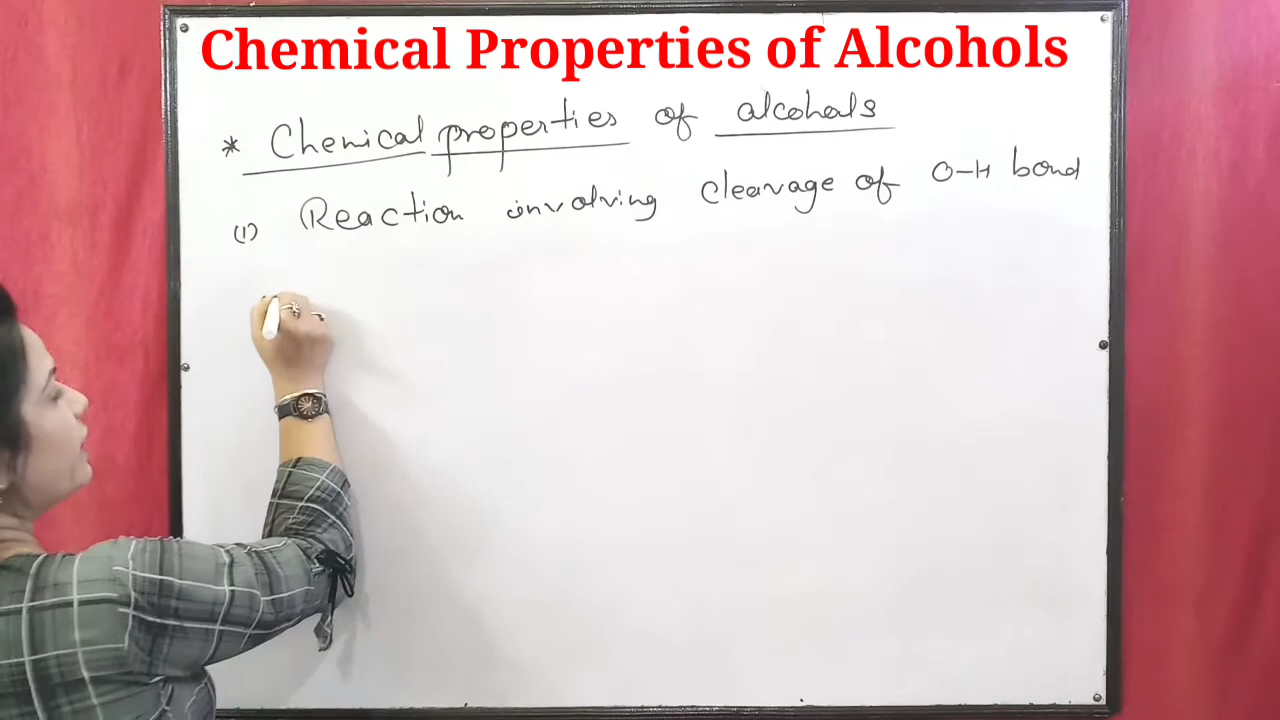 Chemical Properties of Alcohols
* Chemical properties of alcohols
(1) Reaction involving cleavage of O-H bond